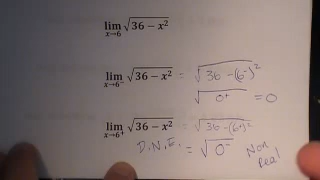 lim x→6 √36 − x²
lim x→6⁻ √36 − x² = √36 −(6⁻)²
√0⁺ = 0
lim x→6⁺ √36 − x² = √36 −(6⁺)²
D.N.E. = √0⁻ Non real